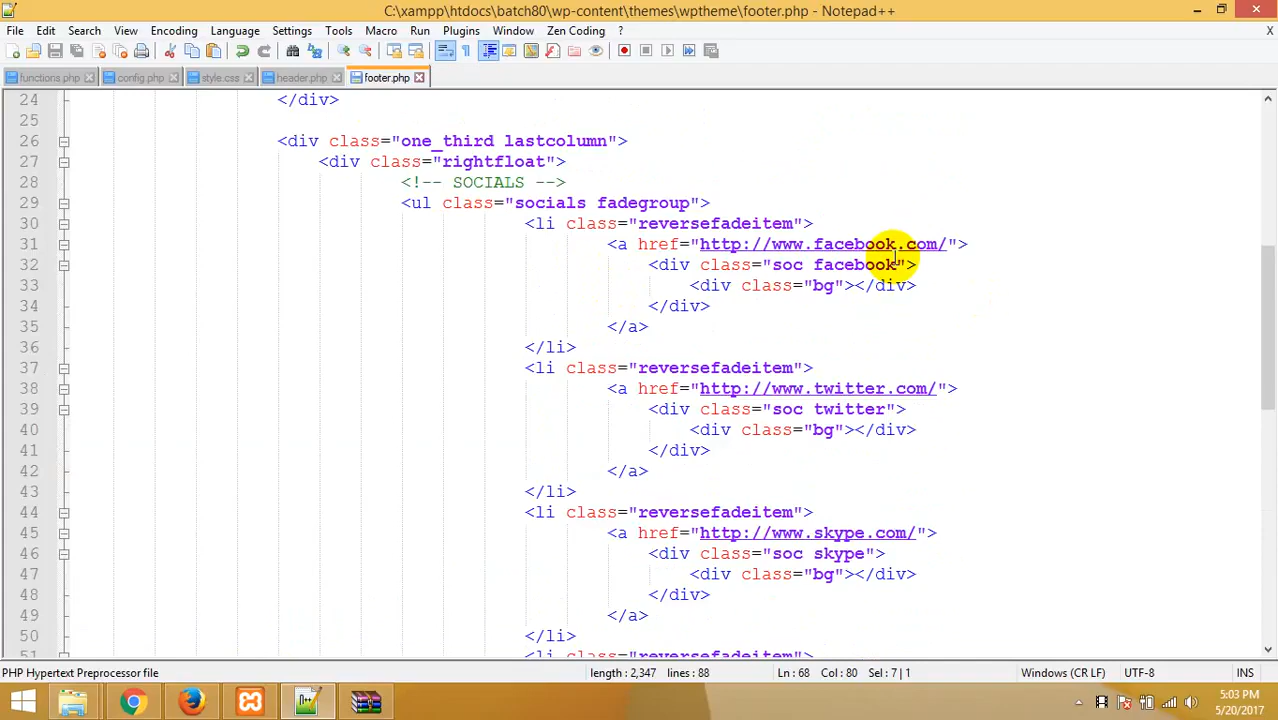 C:\xampp\htdocs\batch80\wp-content\themes\wptheme\footer.php - Notepad++
File Edit Search View Encoding Language Settings Tools Macro Run Plugins Window Zen Coding ? X
functions.php config.php style.css header.php footer.php
24 </div>
25
26 <div class="one_third lastcolumn">
27 <div class="rightfloat">
28 <!-- SOCIALS -->
29 <ul class="socials fadegroup">
30 <li class="reversefadeitem">
31 <a href="http://www.facebook.com/">
32 <div class="soc facebook">
33 <div class="bg"></div>
34 </div>
35 </a>
36 </li>
37 <li class="reversefadeitem">
38 <a href="http://www.twitter.com/">
39 <div class="soc twitter">
40 <div class="bg"></div>
41 </div>
42 </a>
43 </li>
44 <li class="reversefadeitem">
45 <a href="http://www.skype.com/">
46 <div class="soc skype">
47 <div class="bg"></div>
48 </div>
49 </a>
50 </li>
51 <li class="reversefadeitem">
PHP Hypertext Preprocessor file length : 2,347 lines : 88 Ln : 68 Col : 80 Sel : 7 | 1 Windows (CR LF) UTF-8 INS
5:03 PM
5/20/2017